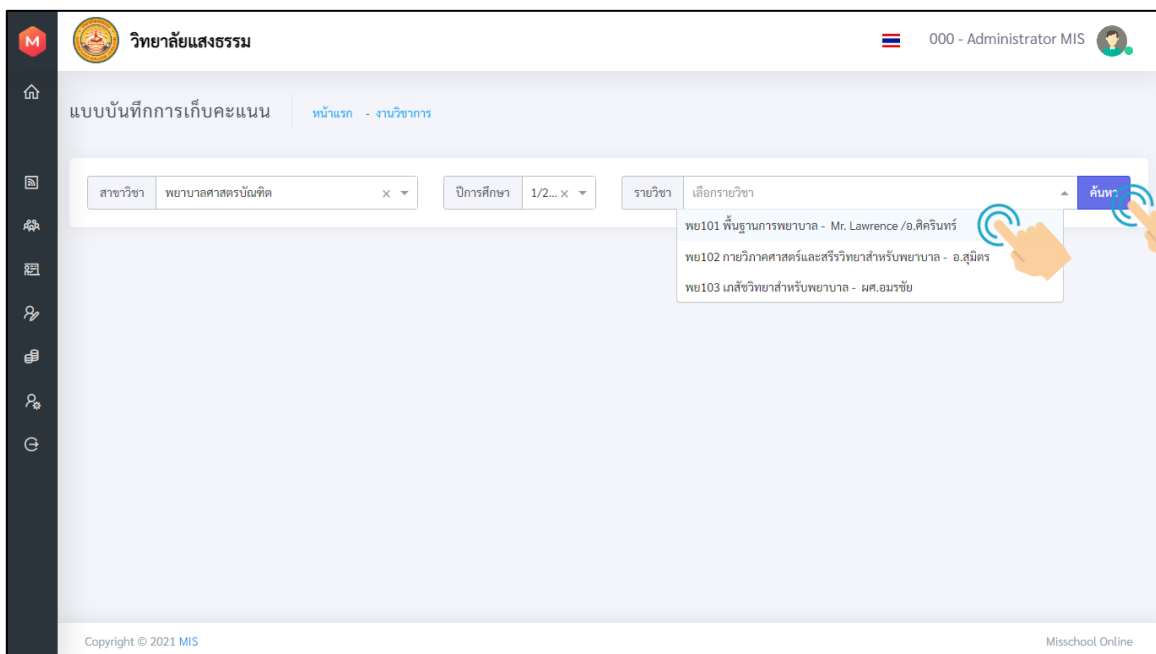 วิทยาลัยแสงธรรม
000 - Administrator MIS
แบบบันทึกการเก็บคะแนน
หน้าแรก - งานวิชาการ
สาขาวิชา พยาบาลศาสตรบัณฑิต × ปีการศึกษา 1/2... × รายวิชา เลือกรายวิชา ค้นหา
พย101 พื้นฐานการพยาบาล - Mr. Lawrence /อ.ศิครินทร์
พย102 กายวิภาคศาสตร์และสรีรวิทยาสำหรับพยาบาล - อ.สุมิตร
พย103 เภสัชวิทยาสำหรับพยาบาล - ผศ.อมรชัย
Copyright © 2021 MIS
Misschool Online